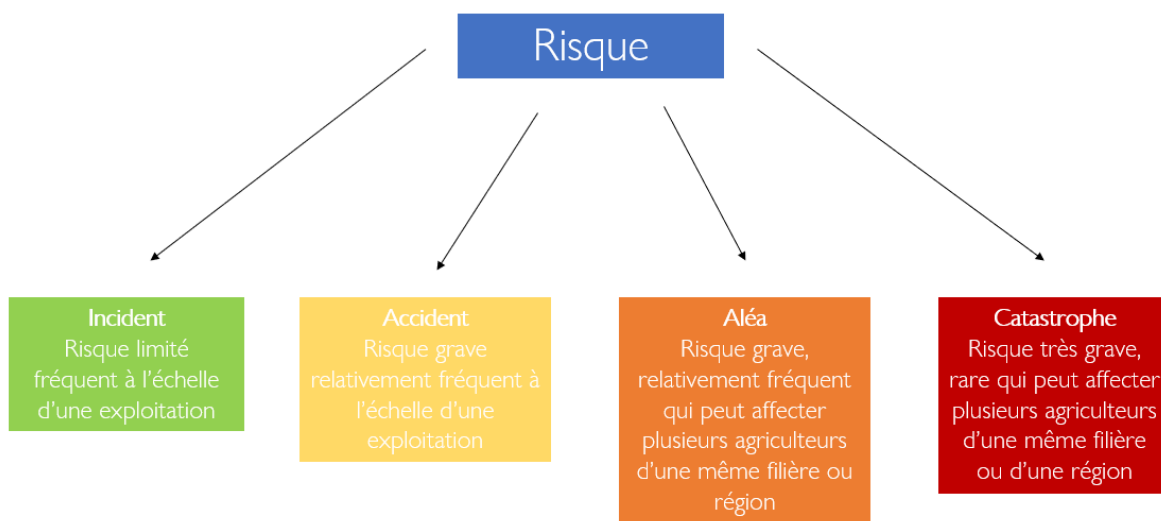 Risque
Incident
Risque limité
fréquent à l’échelle
d’une exploitation
Accident
Risque grave
relativement fréquent à
l’échelle d’une
exploitation
Aléa
Risque grave,
relativement fréquent
qui peut affecter
plusieurs agriculteurs
d’une même filière ou
région
Catastrophe
Risque très grave,
rare qui peut affecter
plusieurs agriculteurs
d’une même filière
ou d’une région